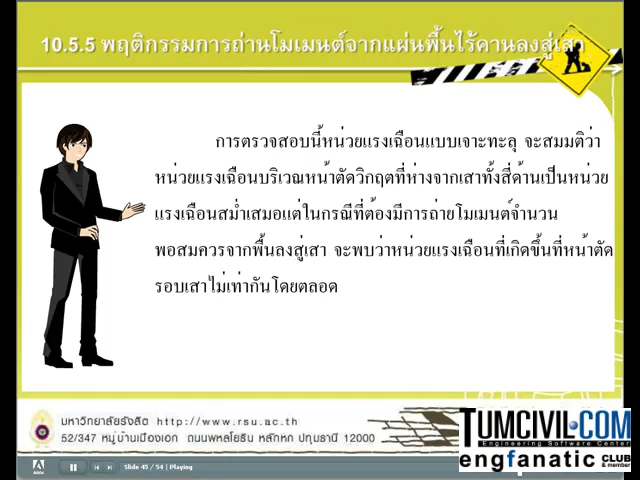 10.5.5 พฤติกรรมการถ่านโมเมนต์จากแผ่นพื้นไร้คานลงสู่เสา
การตรวจสอบนี้หน่วยแรงเฉือนแบบเจาะทะลุ จะสมมติว่า
หน่วยแรงเฉือนบริเวณหน้าตัดวิกฤตที่ห่างจากเสาทั้งสี่ด้านเป็นหน่วย
แรงเฉือนสม่ำเสมอแต่ในกรณีที่ต้องมีการถ่ายโมเมนต์จำนวน
พอสมควรจากพื้นลงสู่เสา จะพบว่าหน่วยแรงเฉือนที่เกิดขึ้นที่หน้าตัด
รอบเสาไม่เท่ากันโดยตลอด
มหาวิทยาลัยรังสิต http://www.rsu.ac.th
52/347 หมู่บ้านเมืองเอก ถนนพหลโยธิน หลักหก ปทุมธานี 12000
TUMCIVIL.COM
Engineering Software Center
engfanatic CLUB
& member
Adobe
Slide 45 / 54 | Playing